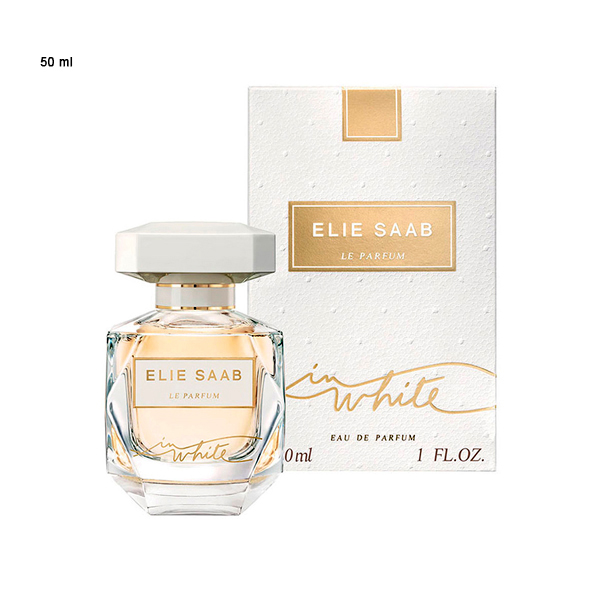 50 ml
ELIE SAAB
LE PARFUM
in white
EAU DE PARFUM
0ml 1 FL.OZ.
ELIE SAAB
LE PARFUM
in white